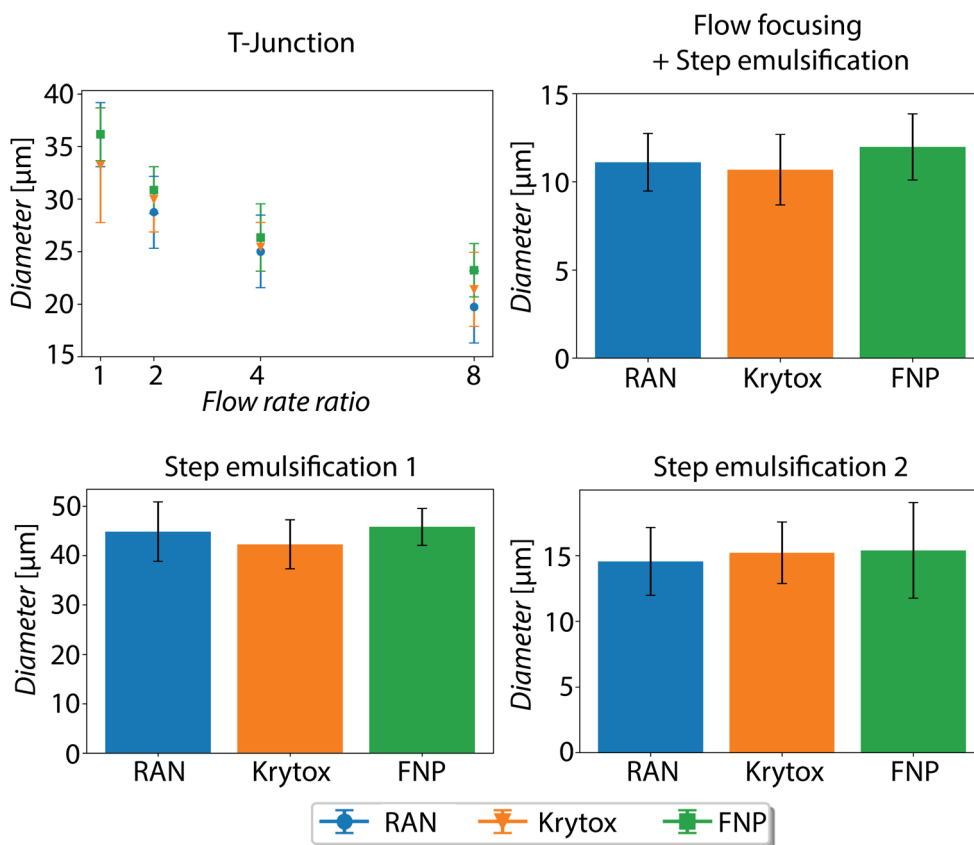 T-Junction
Diameter [µm]
40
35
30
25
20
15
1 2 4 8
Flow rate ratio
Flow focusing
+ Step emulsification
Diameter [µm]
15
10
5
0
RAN Krytox FNP
Step emulsification 1
Diameter [µm]
50
40
30
20
10
0
RAN Krytox FNP
Step emulsification 2
Diameter [µm]
15
10
5
0
RAN Krytox FNP
RAN Krytox FNP